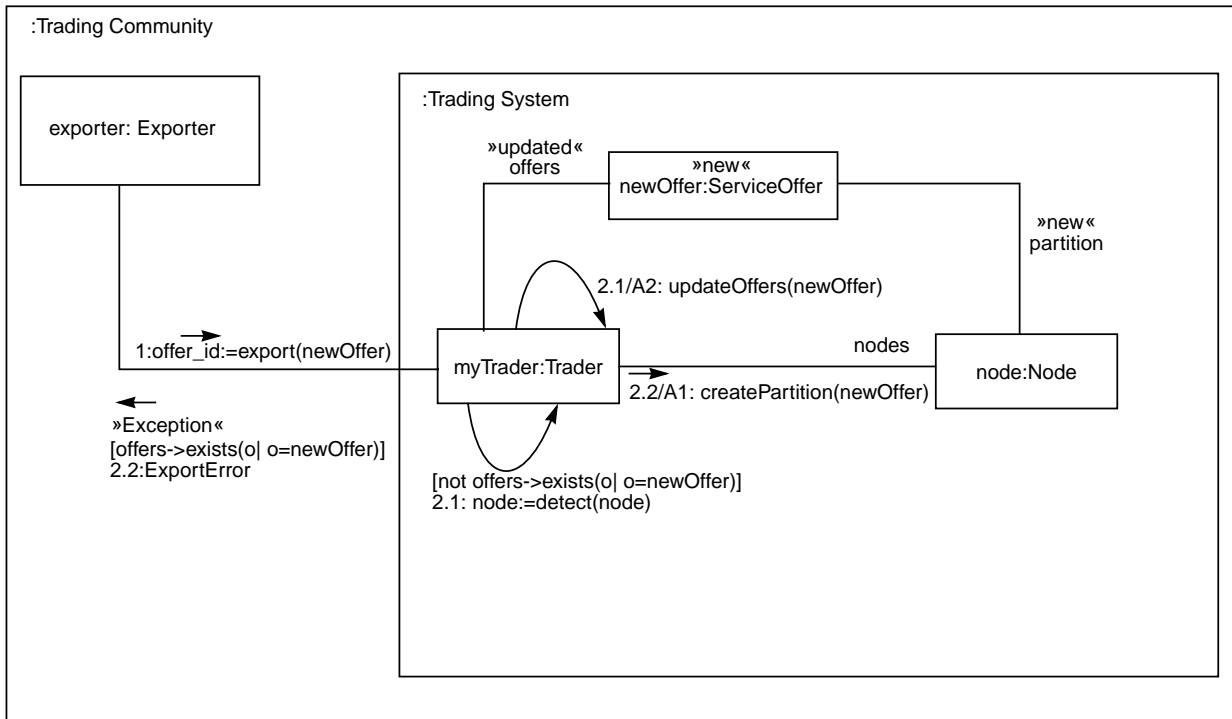 :Trading Community
exporter: Exporter
:Trading System
»updated«
offers
»new«
newOffer:ServiceOffer
»new«
partition
2.1/A2: updateOffers(newOffer)
1:offer_id:=export(newOffer)
myTrader:Trader
nodes
2.2/A1: createPartition(newOffer)
node:Node
»Exception«
[offers->exists(o| o=newOffer)]
2.2:ExportError
[not offers->exists(o| o=newOffer)]
2.1: node:=detect(node)